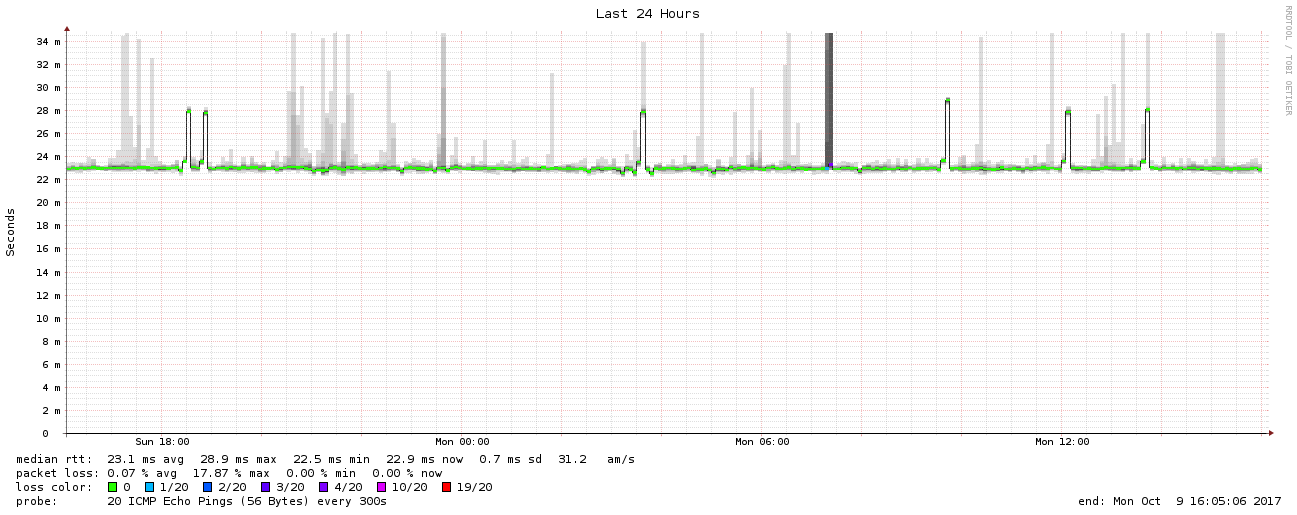 Last 24 Hours
RRDTOOL / TOBI OETIKER
Seconds
34 m
32 m
30 m
28 m
26 m
24 m
22 m
20 m
18 m
16 m
14 m
12 m
10 m
8 m
6 m
4 m
2 m
0
Sun 18:00 Mon 00:00 Mon 06:00 Mon 12:00
median rtt: 23.1 ms avg 28.9 ms max 22.5 ms min 22.9 ms now 0.7 ms sd 31.2 am/s
packet loss: 0.07 % avg 17.87 % max 0.00 % min 0.00 % now
loss color: 0 1/20 2/20 3/20 4/20 10/20 19/20
probe: 20 ICMP Echo Pings (56 Bytes) every 300s end: Mon Oct 9 16:05:06 2017